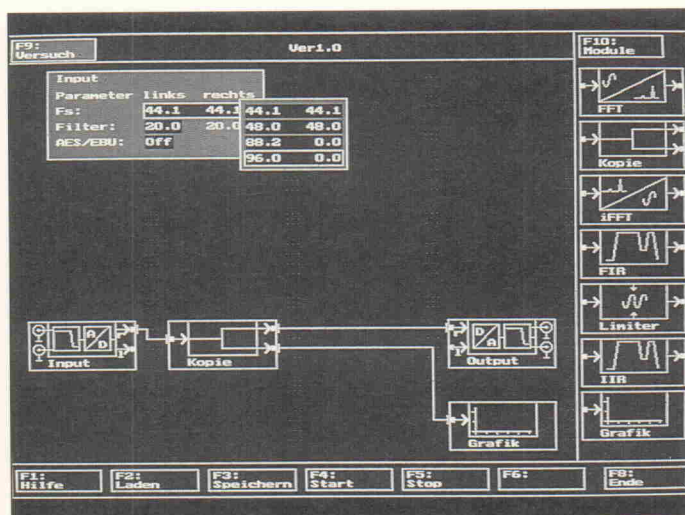 F9:
Versuch
Ver1.0
F10:
Module
Input
Parameter links rechts
Fs: 44.1 44.1
Filter: 20.0 20.0
AES/EBU: Off
44.1 44.1
48.0 48.0
88.2 0.0
96.0 0.0
FFT
Kopie
iFFT
FIR
Limiter
IIR
Grafik
A/D
r
l
Input
Kopie
r
l
D/A
Output
Grafik
F1:
Hilfe
F2:
Laden
F3:
Speichern
F4:
Start
F5:
Stop
F6:
F8:
Ende